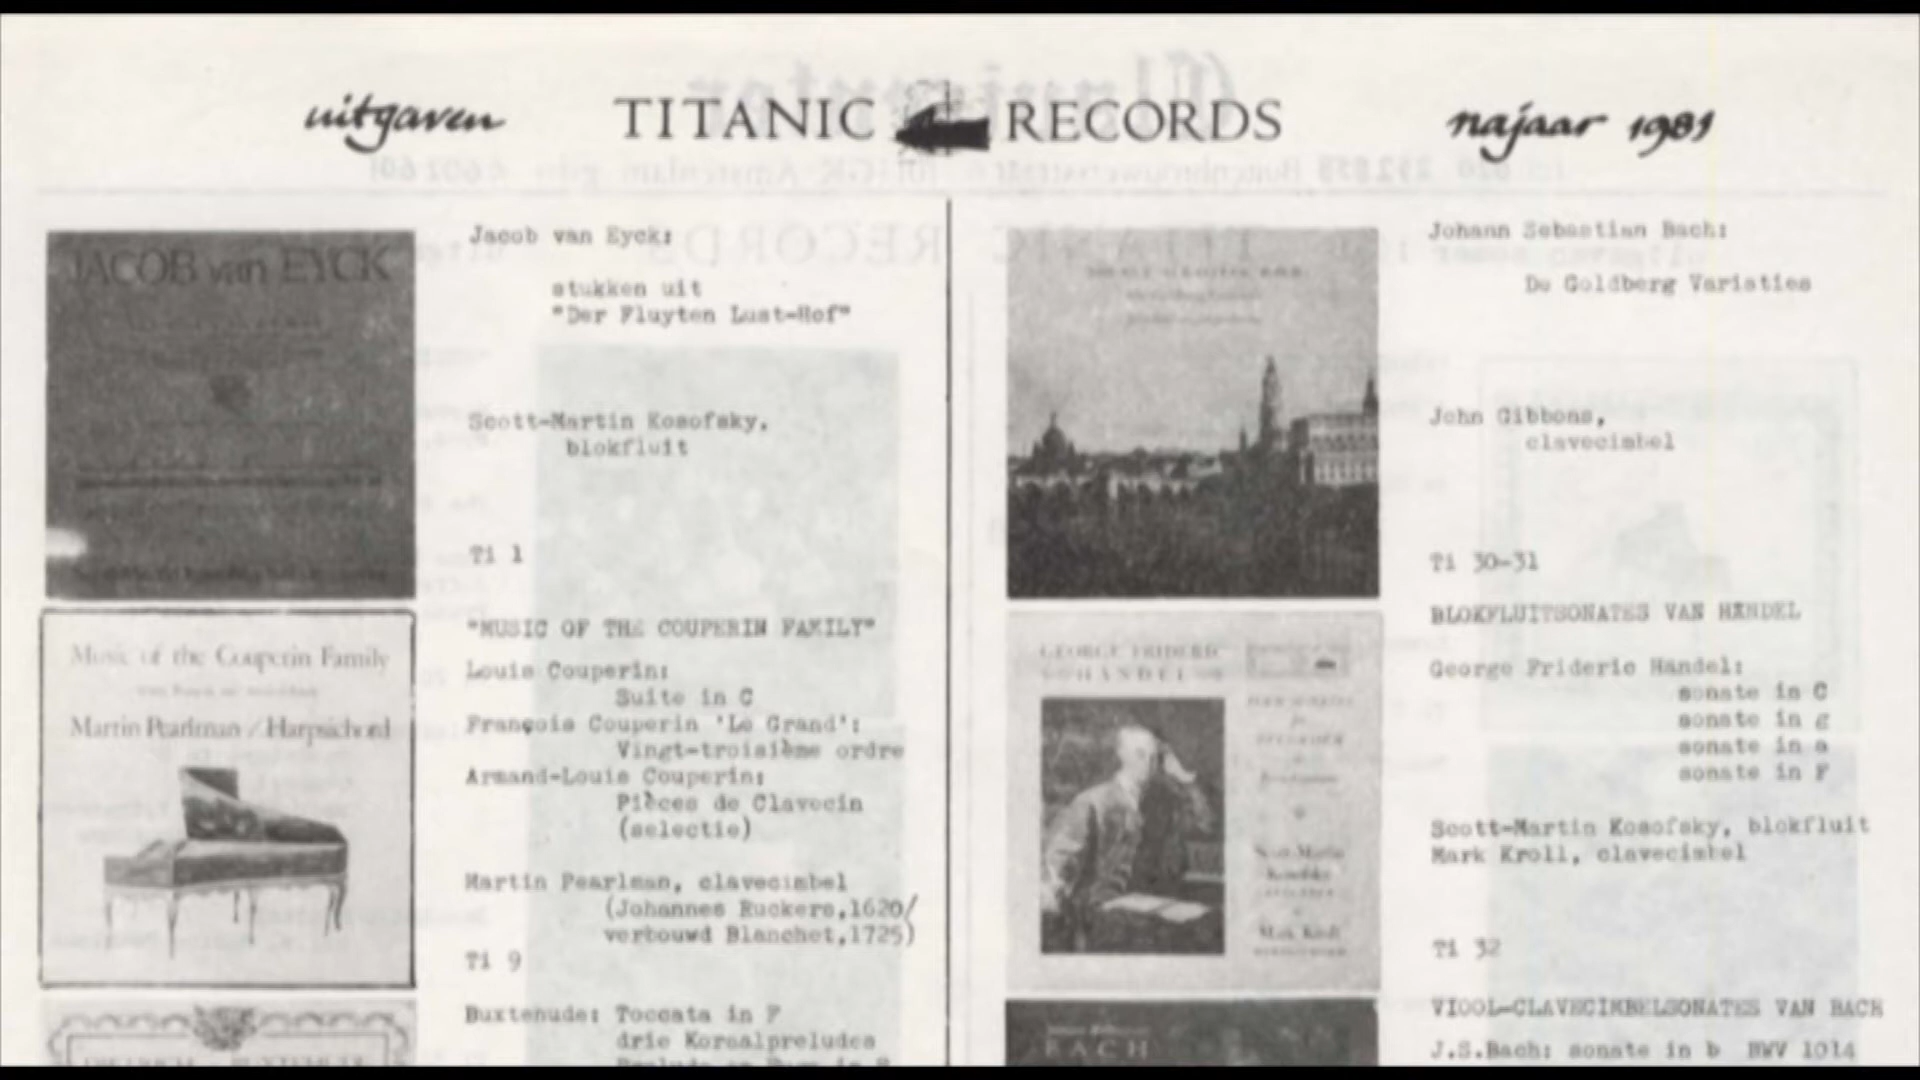 uitgaven TITANIC RECORDS najaar 1981
JACOB van EYCK
Jacob van Eyck:
stukken uit
"Der Fluyten Lust-Hof"
Scott-Martin Kosofsky,
blokfluit
Ti 1
Music of the Couperin Family
Martin Pearlman / Harpsichord
"MUSIC OF THE COUPERIN FAMILY"
Louis Couperin:
Suite in C
François Couperin 'Le Grand':
Vingt-troisième ordre
Armand-Louis Couperin:
Pièces de Clavecin
(selectie)
Martin Pearlman, clavecimbel
(Johannes Ruckers,1620/
verbouwd Blanchet,1725)
Ti 9
Buxtehude: Toccata in F
drie Koraalpreludes
Johann Sebastian Bach:
De Goldberg Variaties
John Gibbons,
clavecimbel
Ti 30-31
GEORGE FRIDERIC
HANDEL
Mark Kroll
BLOKFLUITSONATES VAN HÄNDEL
George Frideric Händel:
sonate in C
sonate in g
sonate in a
sonate in F
Scott-Martin Kosofsky, blokfluit
Mark Kroll, clavecimbel
Ti 32
BACH
VIOOL-CLAVECIMBELSONATES VAN BACH
J.S.Bach: sonate in b BWV 1014